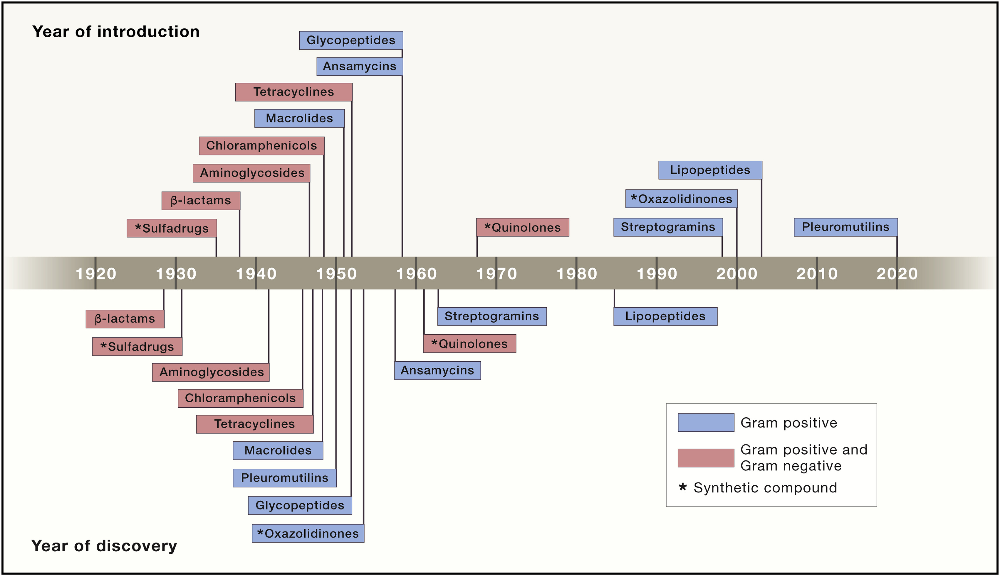 Year of introduction
Glycopeptides
Ansamycins
Tetracyclines
Macrolides
Chloramphenicols
Aminoglycosides
β-lactams
*Sulfadrugs
Lipopeptides
*Oxazolidinones
*Quinolones
Streptogramins
Pleuromutilins
1920 1930 1940 1950 1960 1970 1980 1990 2000 2010 2020
β-lactams
*Sulfadrugs
Aminoglycosides
Chloramphenicols
Tetracyclines
Macrolides
Pleuromutilins
Glycopeptides
*Oxazolidinones
Streptogramins
*Quinolones
Ansamycins
Lipopeptides
Gram positive
Gram positive and
Gram negative
* Synthetic compound
Year of discovery